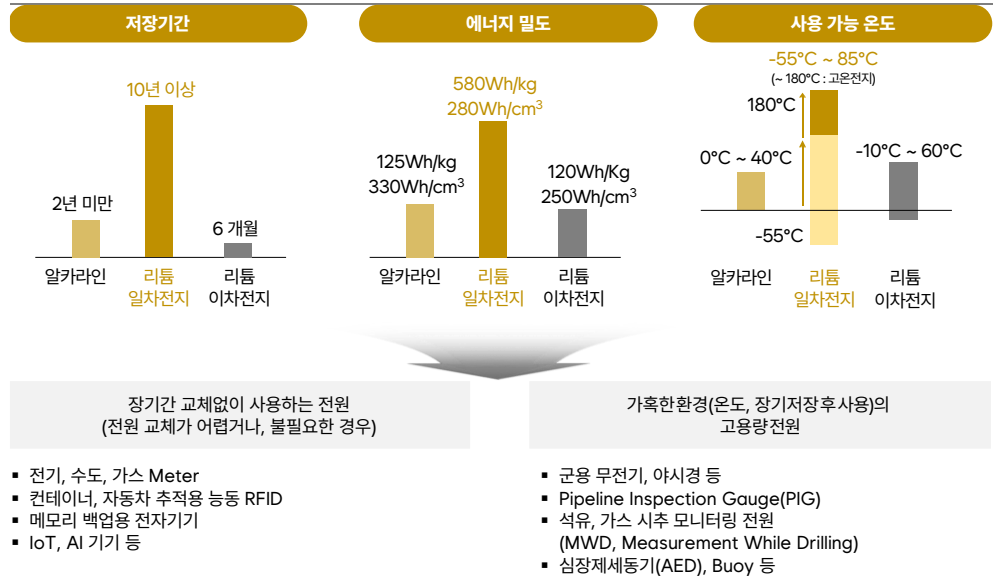 저장기간
10년 이상
2년 미만
6 개월
알카라인
리튬
일차전지
리튬
이차전지
에너지 밀도
580Wh/kg
280Wh/cm³
125Wh/kg
330Wh/cm³
120Wh/Kg
250Wh/cm³
알카라인
리튬
일차전지
리튬
이차전지
사용 가능 온도
-55°C ~ 85°C
(~ 180°C : 고온전지)
180°C
0°C ~ 40°C
-10°C ~ 60°C
-55°C
알카라인
리튬
일차전지
리튬
이차전지
장기간 교체없이 사용하는 전원
(전원 교체가 어렵거나, 불필요한 경우)
▪ 전기, 수도, 가스 Meter
▪ 컨테이너, 자동차 추적용 능동 RFID
▪ 메모리 백업용 전자기기
▪ IoT, AI 기기 등
가혹한환경(온도, 장기저장후사용)의
고용량전원
▪ 군용 무전기, 야시경 등
▪ Pipeline Inspection Gauge(PIG)
▪ 석유, 가스 시추 모니터링 전원
(MWD, Measurement While Drilling)
▪ 심장제세동기(AED), Buoy 등